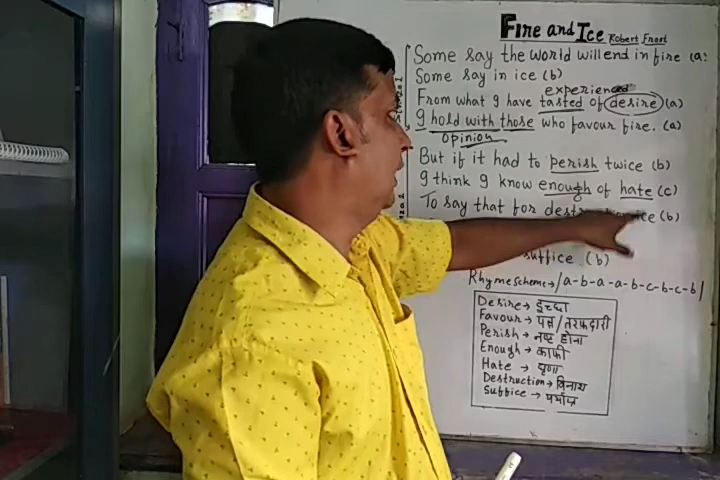 Fire and Ice Robert Frost
Some say the world will end in fire (a)
Some say in ice (b)
experienced
From what I have tasted of desire (a)
I hold with those who favour fire. (a)
opinion
But if it had to perish twice (b)
I think I know enough of hate (c)
To say that for ice (b)
suffice (b)
Rhyme scheme → /a-b-a-a-b-c-b-c-b/
Desire → इच्छा
Favour → पक्ष / तरफदारी
Perish → नष्ट होना
Enough → काफी
Hate → घृणा
Destruction → विनाश
Suffice → पर्याप्त